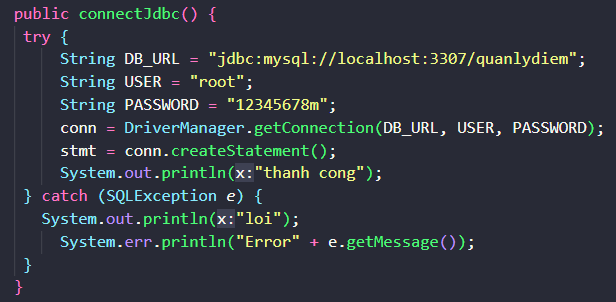 public connectJdbc() {
try {
String DB_URL = "jdbc:mysql://localhost:3307/quanlydiem";
String USER = "root";
String PASSWORD = "12345678m";
conn = DriverManager.getConnection(DB_URL, USER, PASSWORD);
stmt = conn.createStatement();
System.out.println(x:"thanh cong");
} catch (SQLException e) {
System.out.println(x:"loi");
System.err.println("Error" + e.getMessage());
}
}